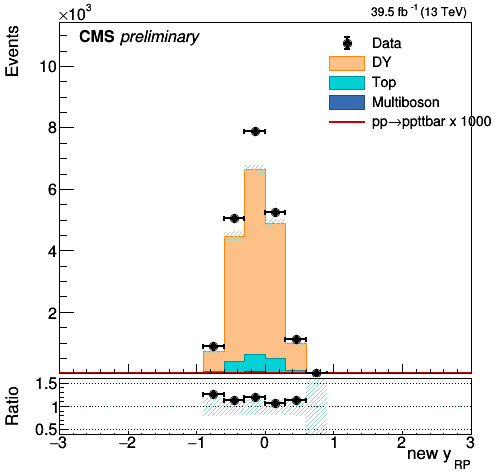 ×10³
39.5 fb⁻¹ (13 TeV)
CMS preliminary
Events
Data
DY
Top
Multiboson
pp→ppttbar x 1000
10
8
6
4
2
Ratio
1.5
1
0.5
−3 −2 −1 0 1 2 3
new y_RP